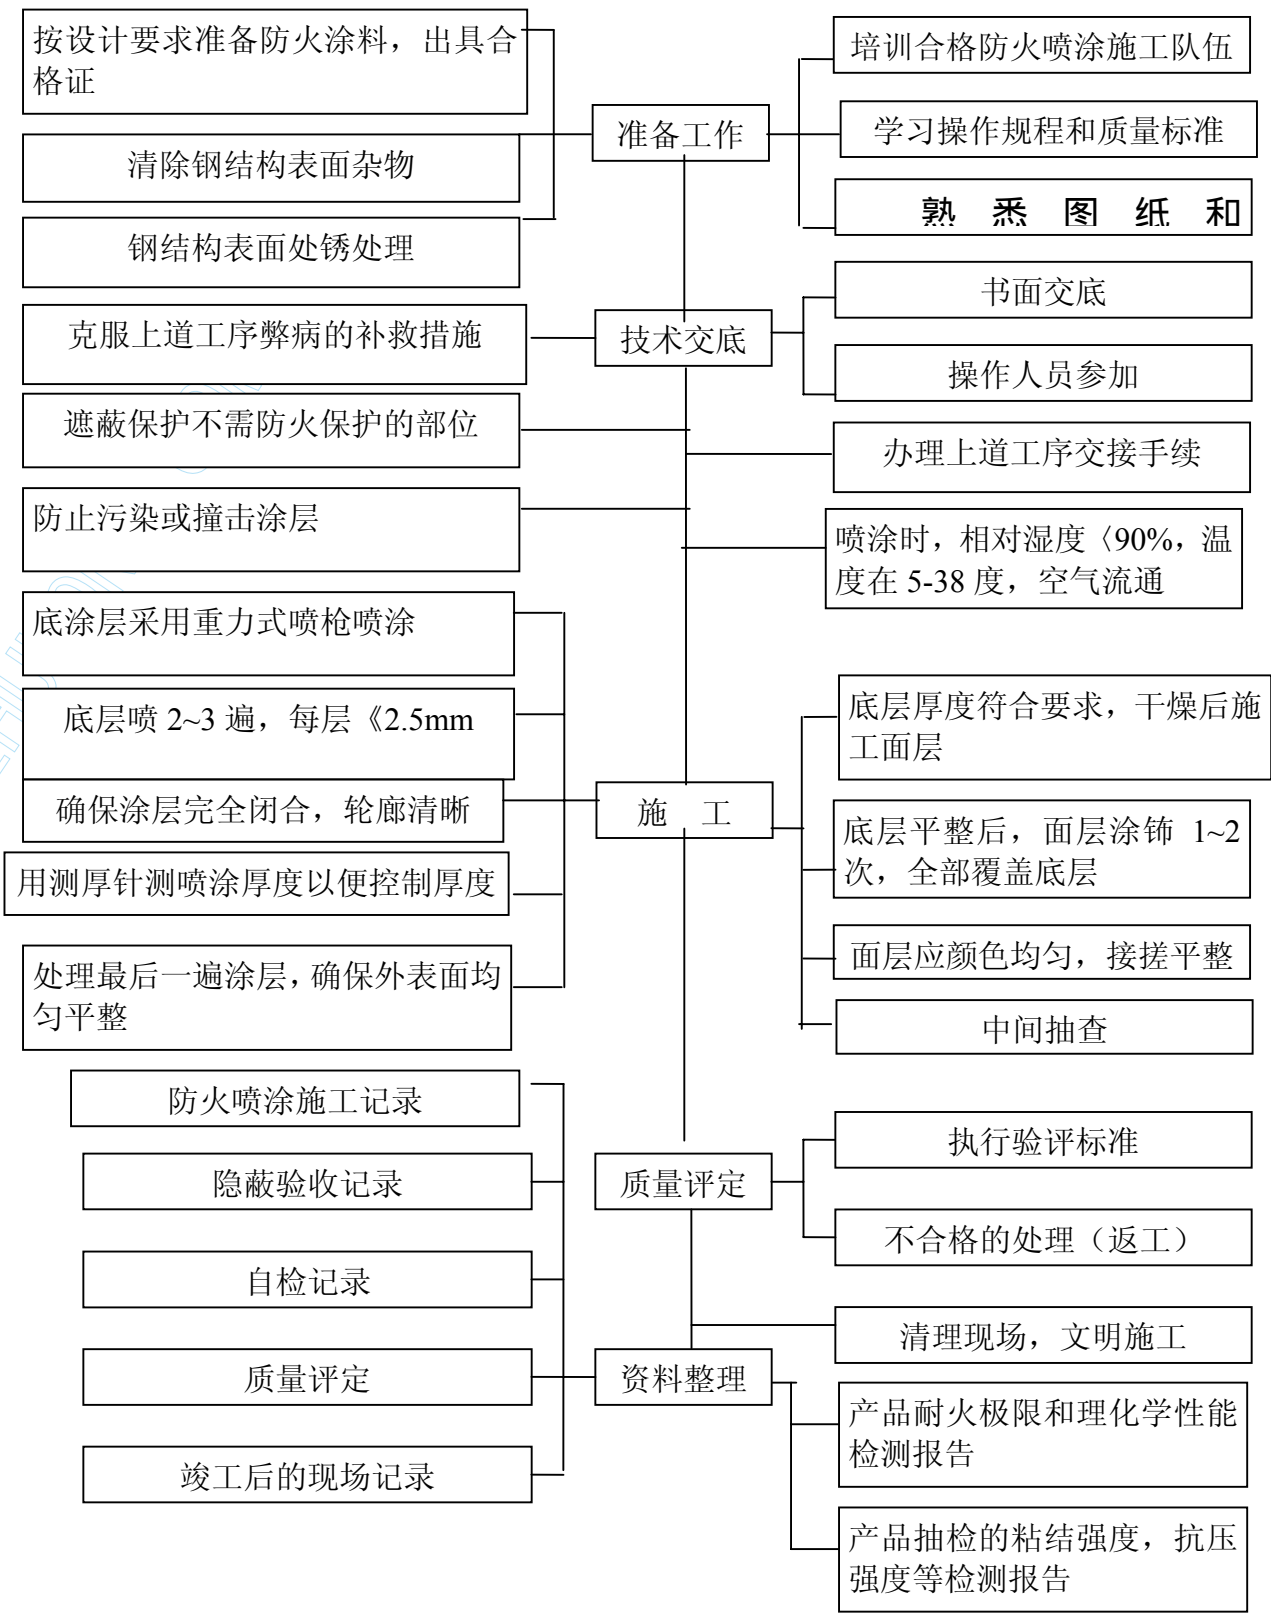 按设计要求准备防火涂料，出具合
格证
培训合格防火喷涂施工队伍
准备工作
学习操作规程和质量标准
清除钢结构表面杂物
熟悉图纸和
钢结构表面处锈处理
书面交底
克服上道工序弊病的补救措施
技术交底
操作人员参加
遮蔽保护不需防火保护的部位
办理上道工序交接手续
防止污染或撞击涂层
喷涂时，相对湿度〈90%，温
度在 5-38 度，空气流通
底涂层采用重力式喷枪喷涂
底层喷 2~3 遍，每层《2.5mm
底层厚度符合要求，干燥后施
工面层
确保涂层完全闭合，轮廊清晰
施 工
底层平整后，面层涂钸 1~2
次，全部覆盖底层
用测厚针测喷涂厚度以便控制厚度
面层应颜色均匀，接搓平整
处理最后一遍涂层，确保外表面均
匀平整
中间抽查
防火喷涂施工记录
执行验评标准
隐蔽验收记录
质量评定
不合格的处理（返工）
自检记录
清理现场，文明施工
质量评定
资料整理
产品耐火极限和理化学性能
检测报告
竣工后的现场记录
产品抽检的粘结强度，抗压
强度等检测报告